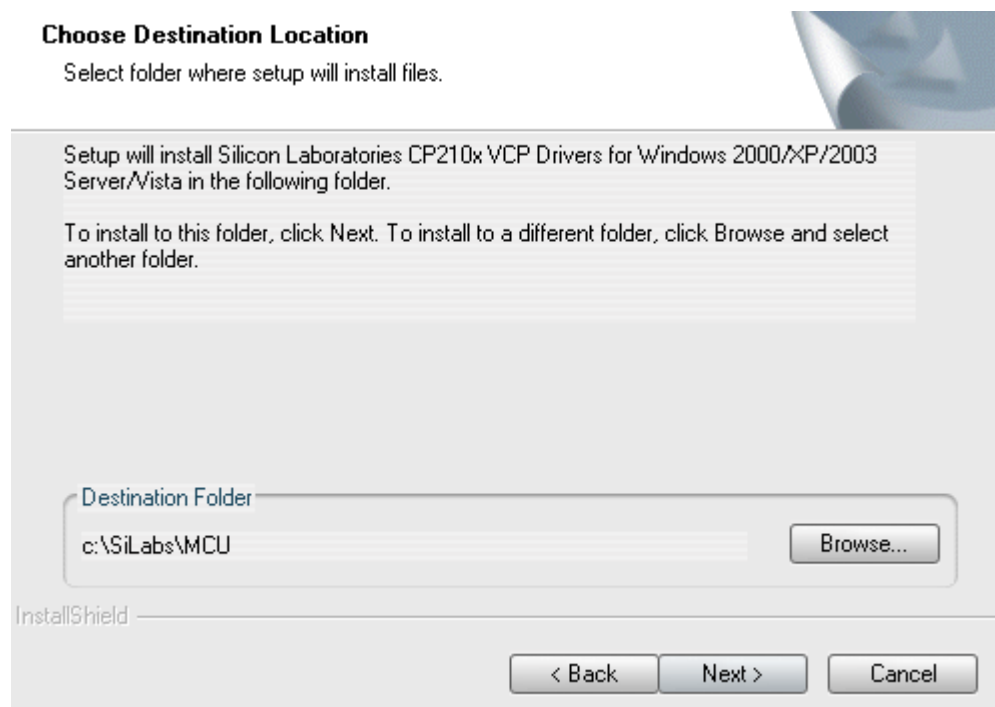 Choose Destination Location
Select folder where setup will install files.
Setup will install Silicon Laboratories CP210x VCP Drivers for Windows 2000/XP/2003
Server/Vista in the following folder.
To install to this folder, click Next. To install to a different folder, click Browse and select
another folder.
Destination Folder
c:\SiLabs\MCU
Browse...
InstallShield
< Back
Next >
Cancel